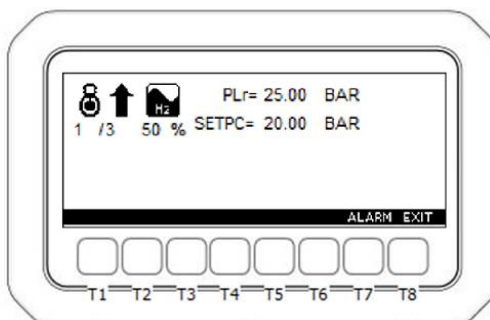 PLr= 25.00 BAR
Hz
1 /3 50 % SETPC= 20.00 BAR
ALARM EXIT
T1 T2 T3 T4 T5 T6 T7 T8